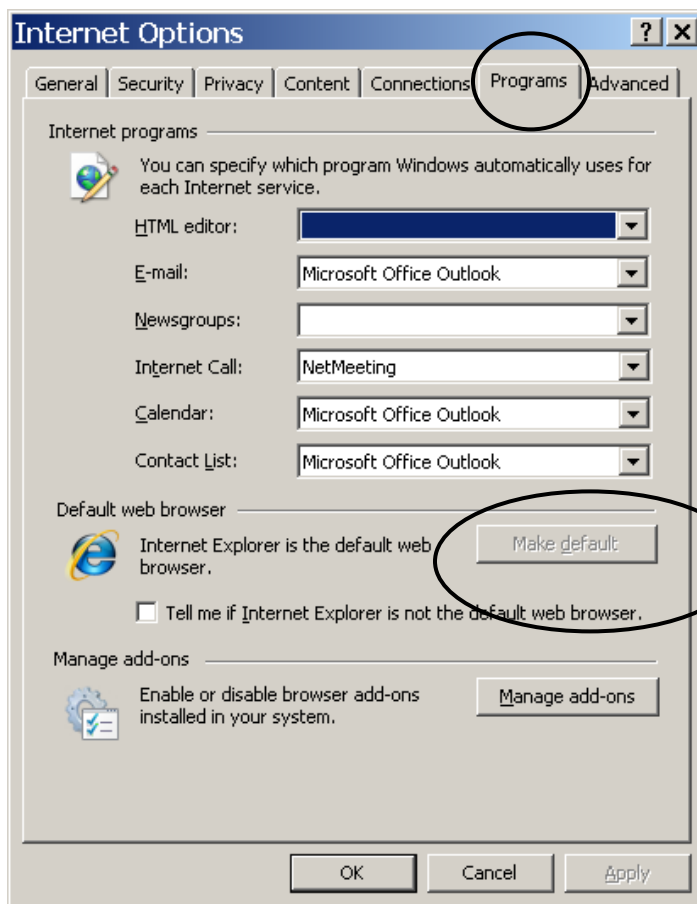 Internet Options
General Security Privacy Content Connections Programs Advanced
Internet programs
You can specify which program Windows automatically uses for
each Internet service.
HTML editor:
E-mail: Microsoft Office Outlook
Newsgroups:
Internet Call: NetMeeting
Calendar: Microsoft Office Outlook
Contact List: Microsoft Office Outlook
Default web browser
Internet Explorer is the default web
browser.
Make default
Tell me if Internet Explorer is not the default web browser.
Manage add-ons
Enable or disable browser add-ons
installed in your system.
Manage add-ons
OK Cancel Apply